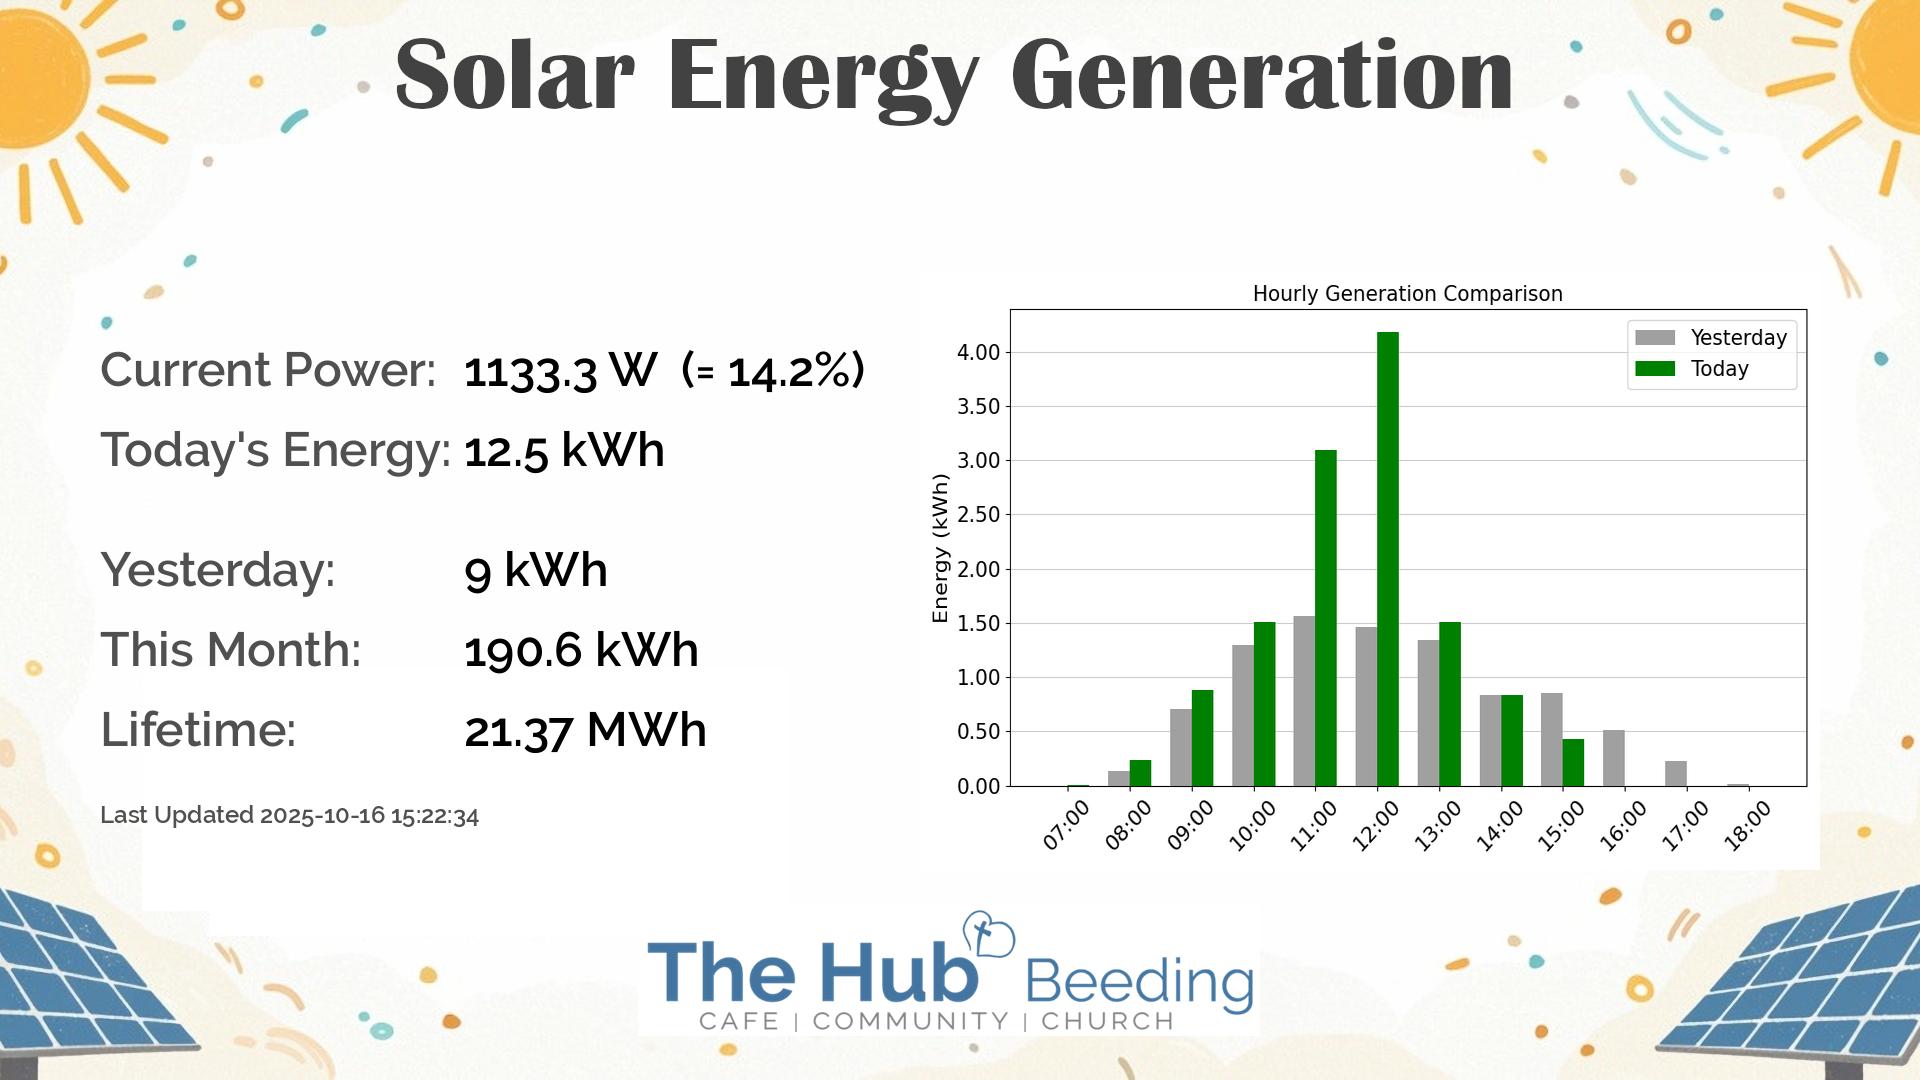 Solar Energy Generation
Current Power: 1133.3 W (= 14.2%)
Today's Energy: 12.5 kWh
Yesterday: 9 kWh
This Month: 190.6 kWh
Lifetime: 21.37 MWh
Last Updated 2025-10-16 15:22:34
Hourly Generation Comparison
Yesterday
Today
Energy (kWh)
4.00
3.50
3.00
2.50
2.00
1.50
1.00
0.50
0.00
07:00 08:00 09:00 10:00 11:00 12:00 13:00 14:00 15:00 16:00 17:00 18:00
The Hub Beeding
CAFE | COMMUNITY | CHURCH